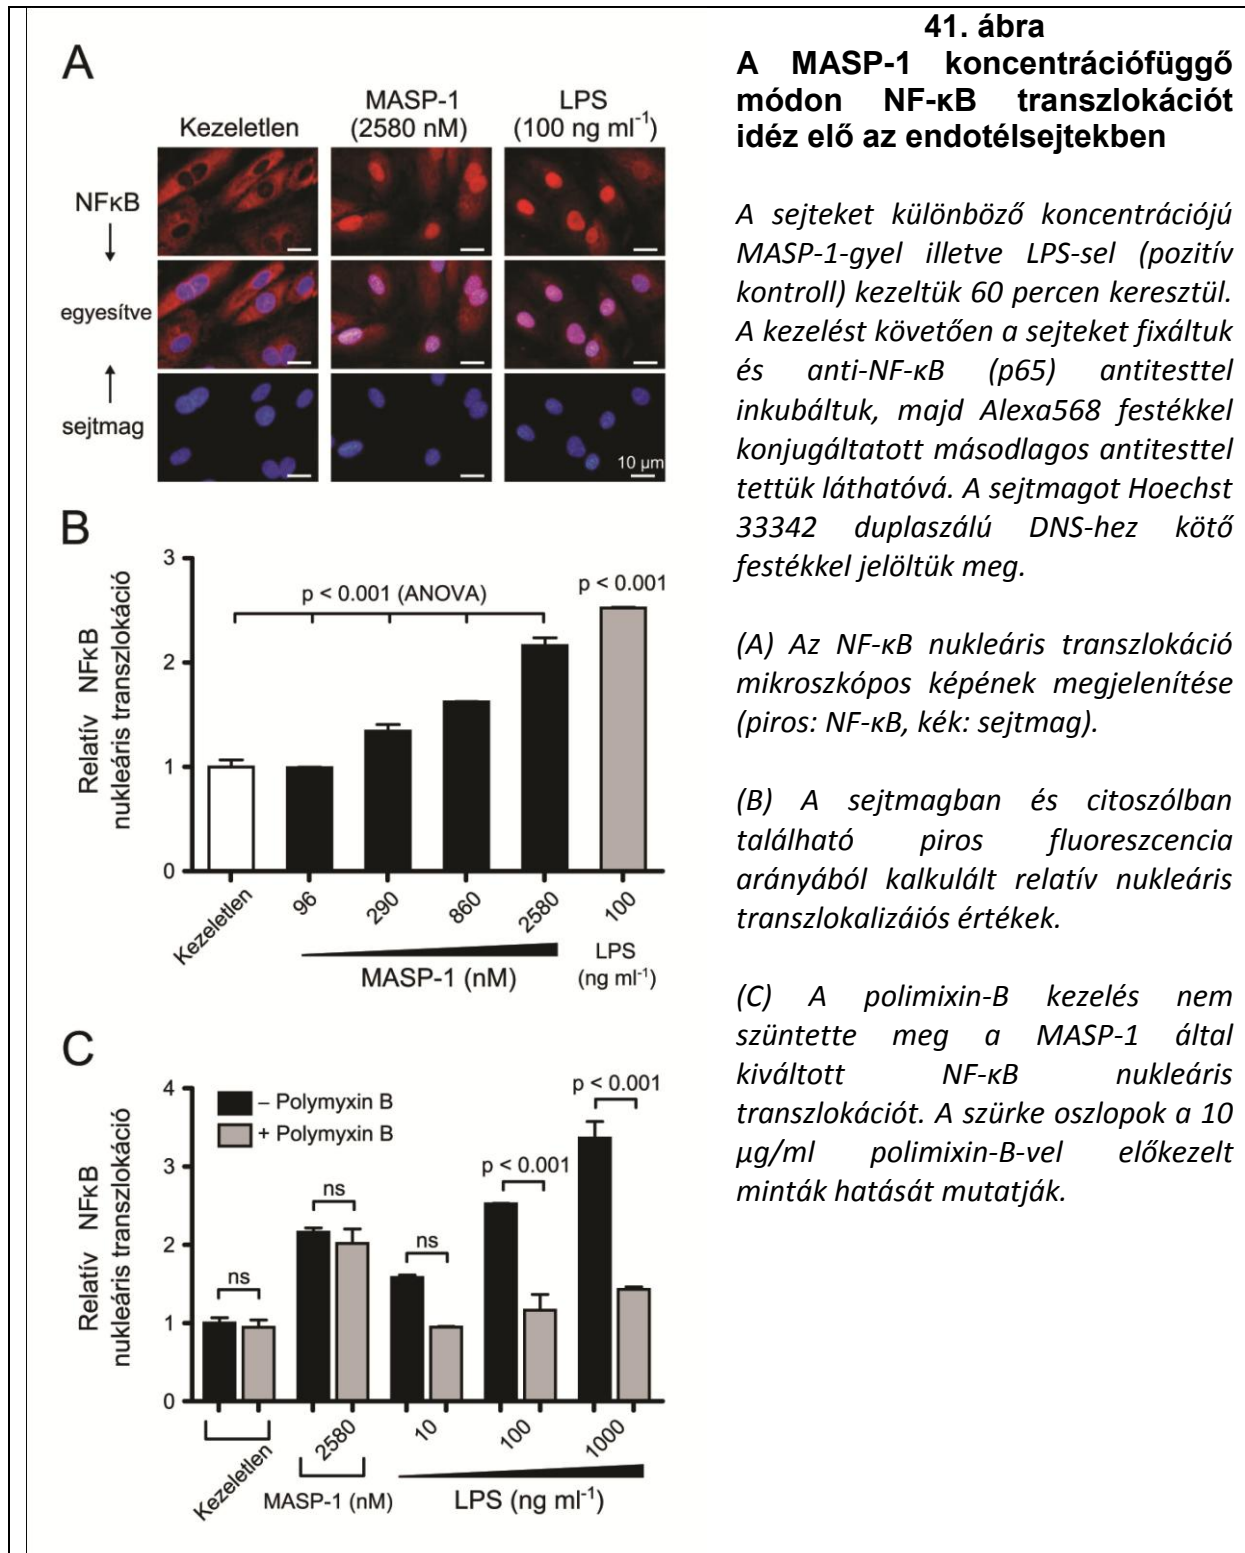 A
Kezeletlen
MASP-1
(2580 nM)
LPS
(100 ng ml⁻¹)
NFκB
egyesítve
sejtmag
10 µm
B
Relatív NFκB
nukleáris transzlokáció
3
2
1
0
p < 0.001 (ANOVA)
p < 0.001
Kezeletlen
96
290
860
2580
100
MASP-1 (nM)
LPS
(ng ml⁻¹)
C
Relatív NFκB
nukleáris transzlokáció
4
3
2
1
0
– Polymyxin B
+ Polymyxin B
ns
ns
ns
p < 0.001
p < 0.001
Kezeletlen
2580
10
100
1000
MASP-1 (nM)
LPS (ng ml⁻¹)
41. ábra
A MASP-1 koncentrációfüggő
módon NF-κB transzlokációt
idéz elő az endotélsejtekben
A sejteket különböző koncentrációjú
MASP-1-gyel illetve LPS-sel (pozitív
kontroll) kezeltük 60 percen keresztül.
A kezelést követően a sejteket fixáltuk
és anti-NF-κB (p65) antitesttel
inkubáltuk, majd Alexa568 festékkel
konjugáltatott másodlagos antitesttel
tettük láthatóvá. A sejtmagot Hoechst
33342 duplaszálú DNS-hez kötő
festékkel jelöltük meg.
(A) Az NF-κB nukleáris transzlokáció
mikroszkópos képének megjelenítése
(piros: NF-κB, kék: sejtmag).
(B) A sejtmagban és citoszólban
található piros fluoreszcencia
arányából kalkulált relatív nukleáris
transzlokalizáiós értékek.
(C) A polimixin-B kezelés nem
szüntette meg a MASP-1 által
kiváltott NF-κB nukleáris
transzlokációt. A szürke oszlopok a 10
µg/ml polimixin-B-vel előkezelt
minták hatását mutatják.